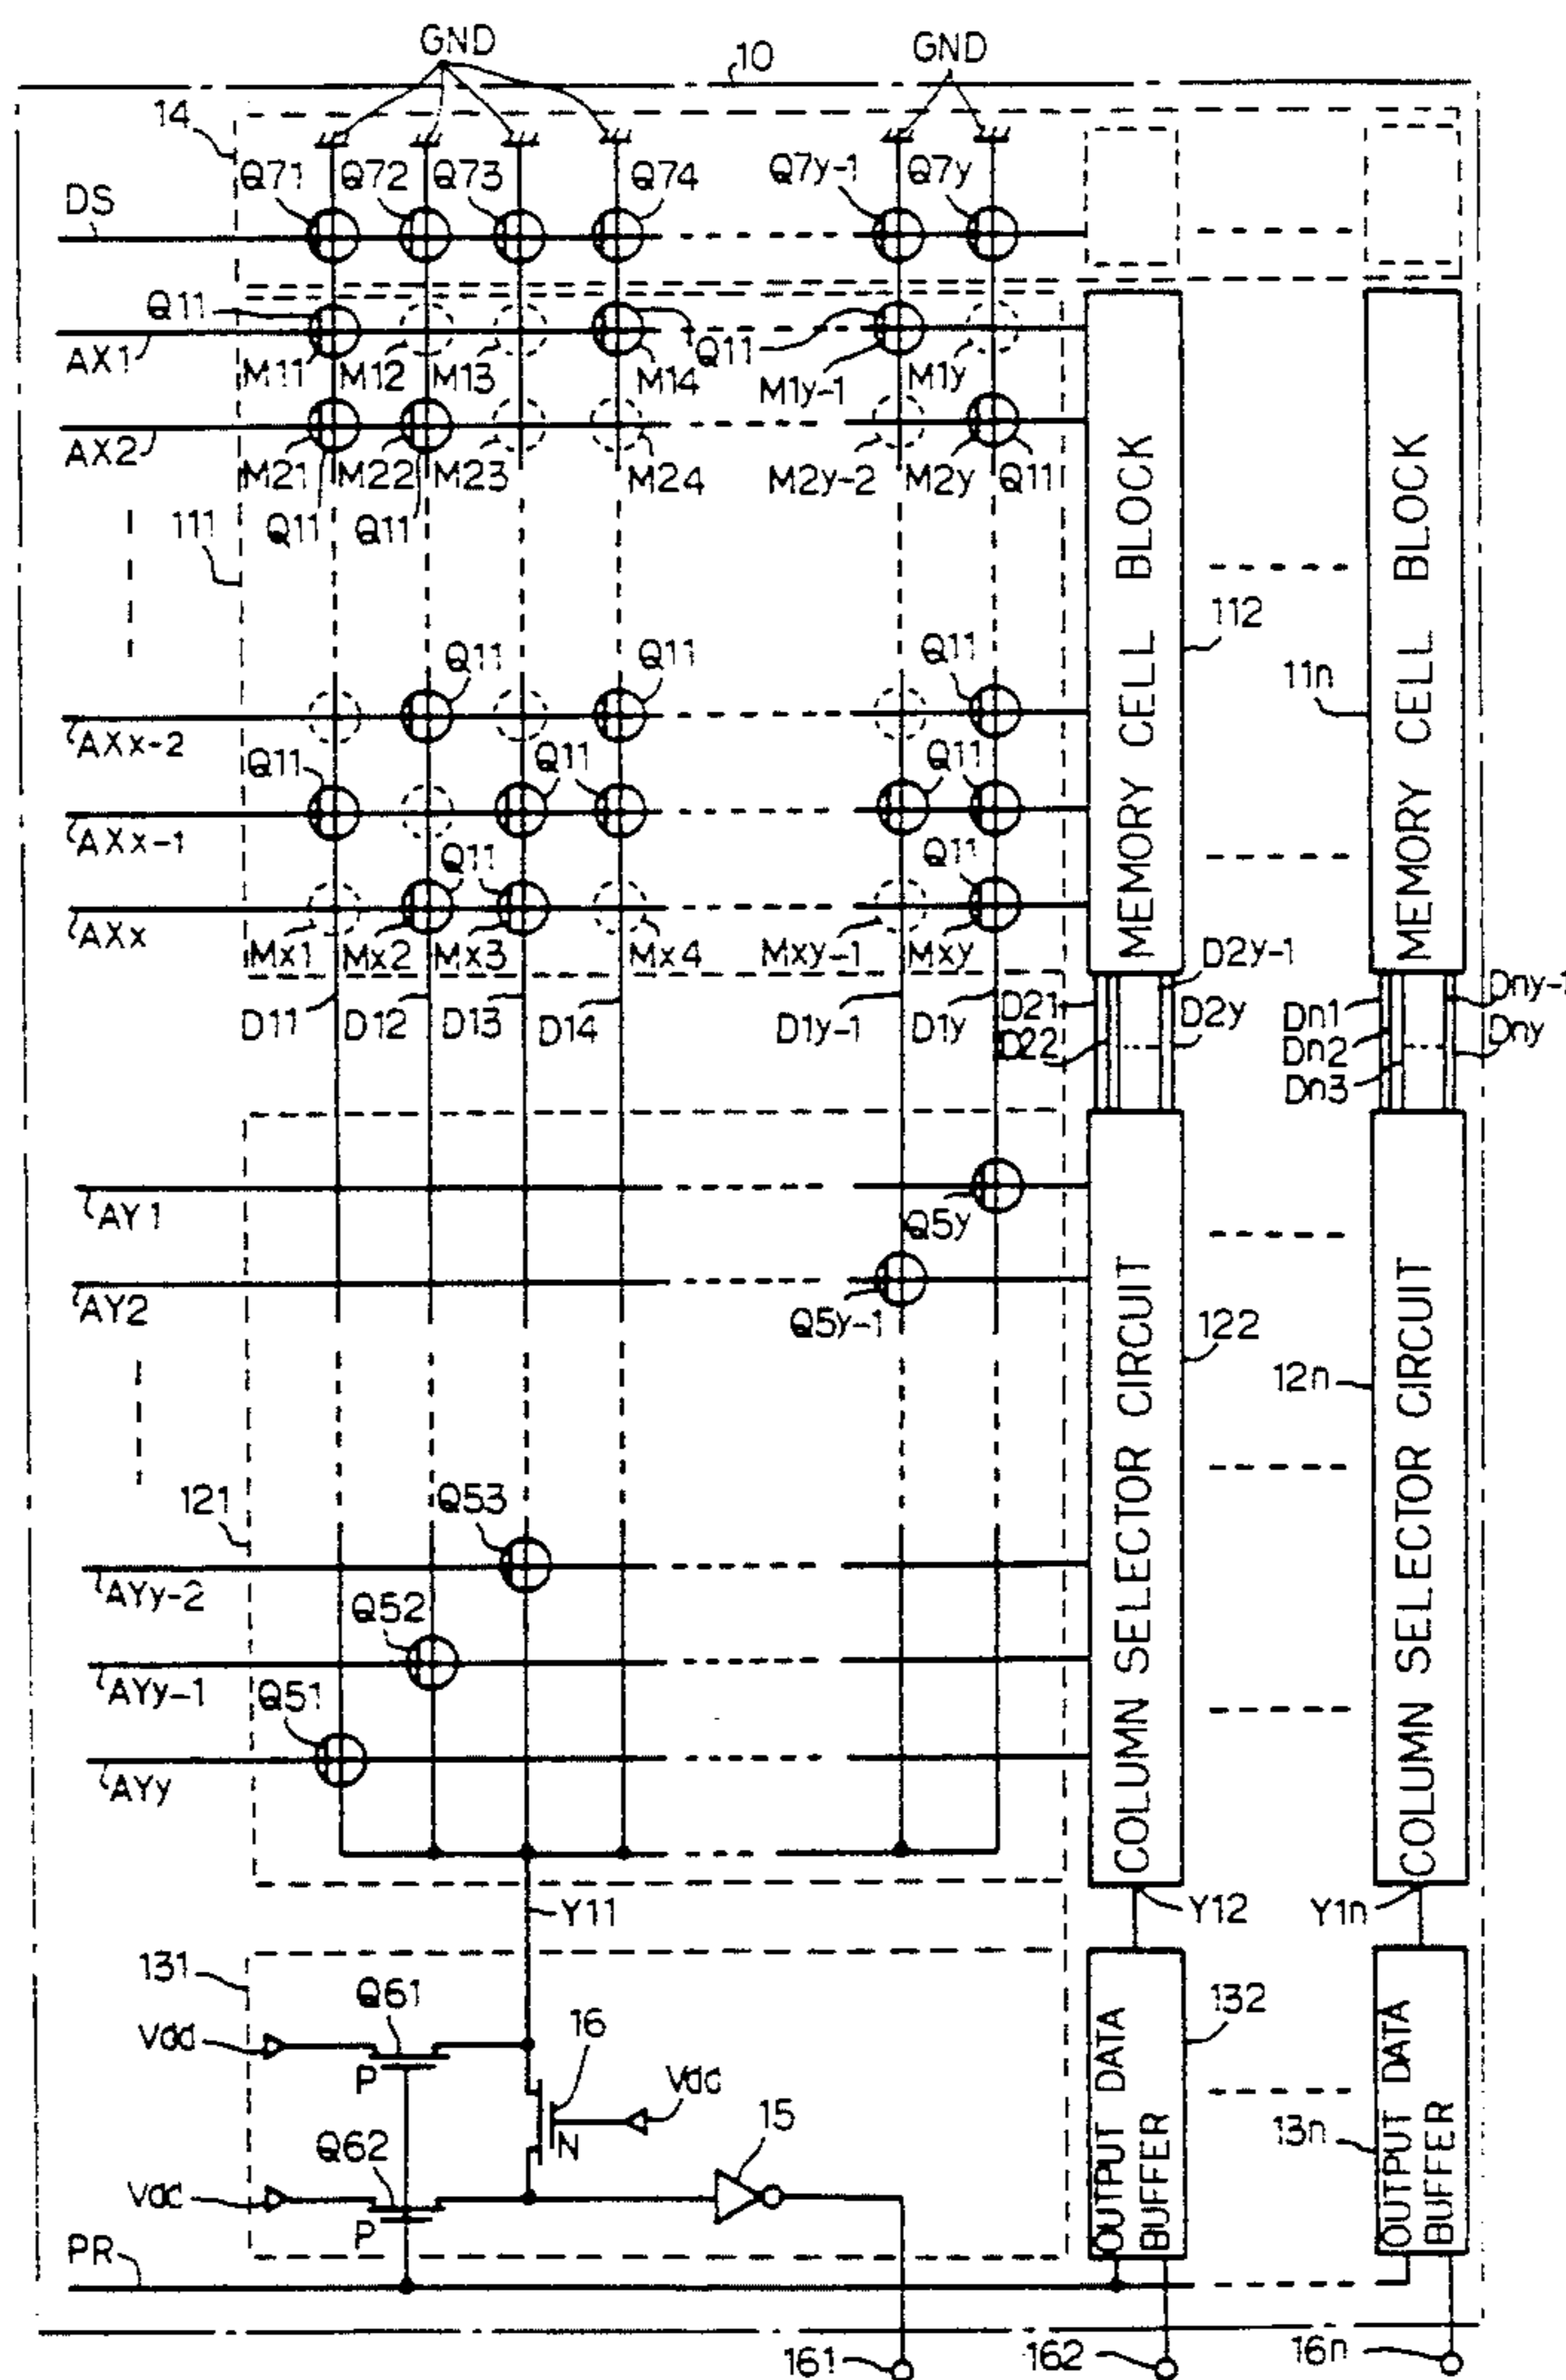 GND GND 10
14
Q71 Q72 Q73 Q74 Q7y-1 Q7y
DS
Q11
AX1 M11 M12 M13 M14 Q11 M1y-1 M1y
AX2 M21 M22 M23 M24 M2y-2 M2y Q11
111 Q11 Q11
MEMORY CELL BLOCK
112
MEMORY CELL BLOCK
11n
Q11 Q11 Q11
AXx-2
Q11 Q11 Q11
AXx-1
Q11 Q11
AXx Mx1 Mx2 Mx3 Mx4 Mxy-1 Mxy
D11 D12 D13 D14 D1y-1 D1y
D21 D22 D2y-1 D2y
Dn1 Dn2 Dn3 Dny
AY1 Q5y
AY2 Q5y-1
COLUMN SELECTOR CIRCUIT
122
COLUMN SELECTOR CIRCUIT
12n
121 Q53
AYy-2
Q52
AYy-1
Q51
AYy
Y11 Y12 Y1n
131
Q61
Vdd
P
16
N
Vdd
15
Q62
Vdd
P
OUTPUT DATA BUFFER
132
OUTPUT DATA BUFFER
13n
PR
161 162 16n